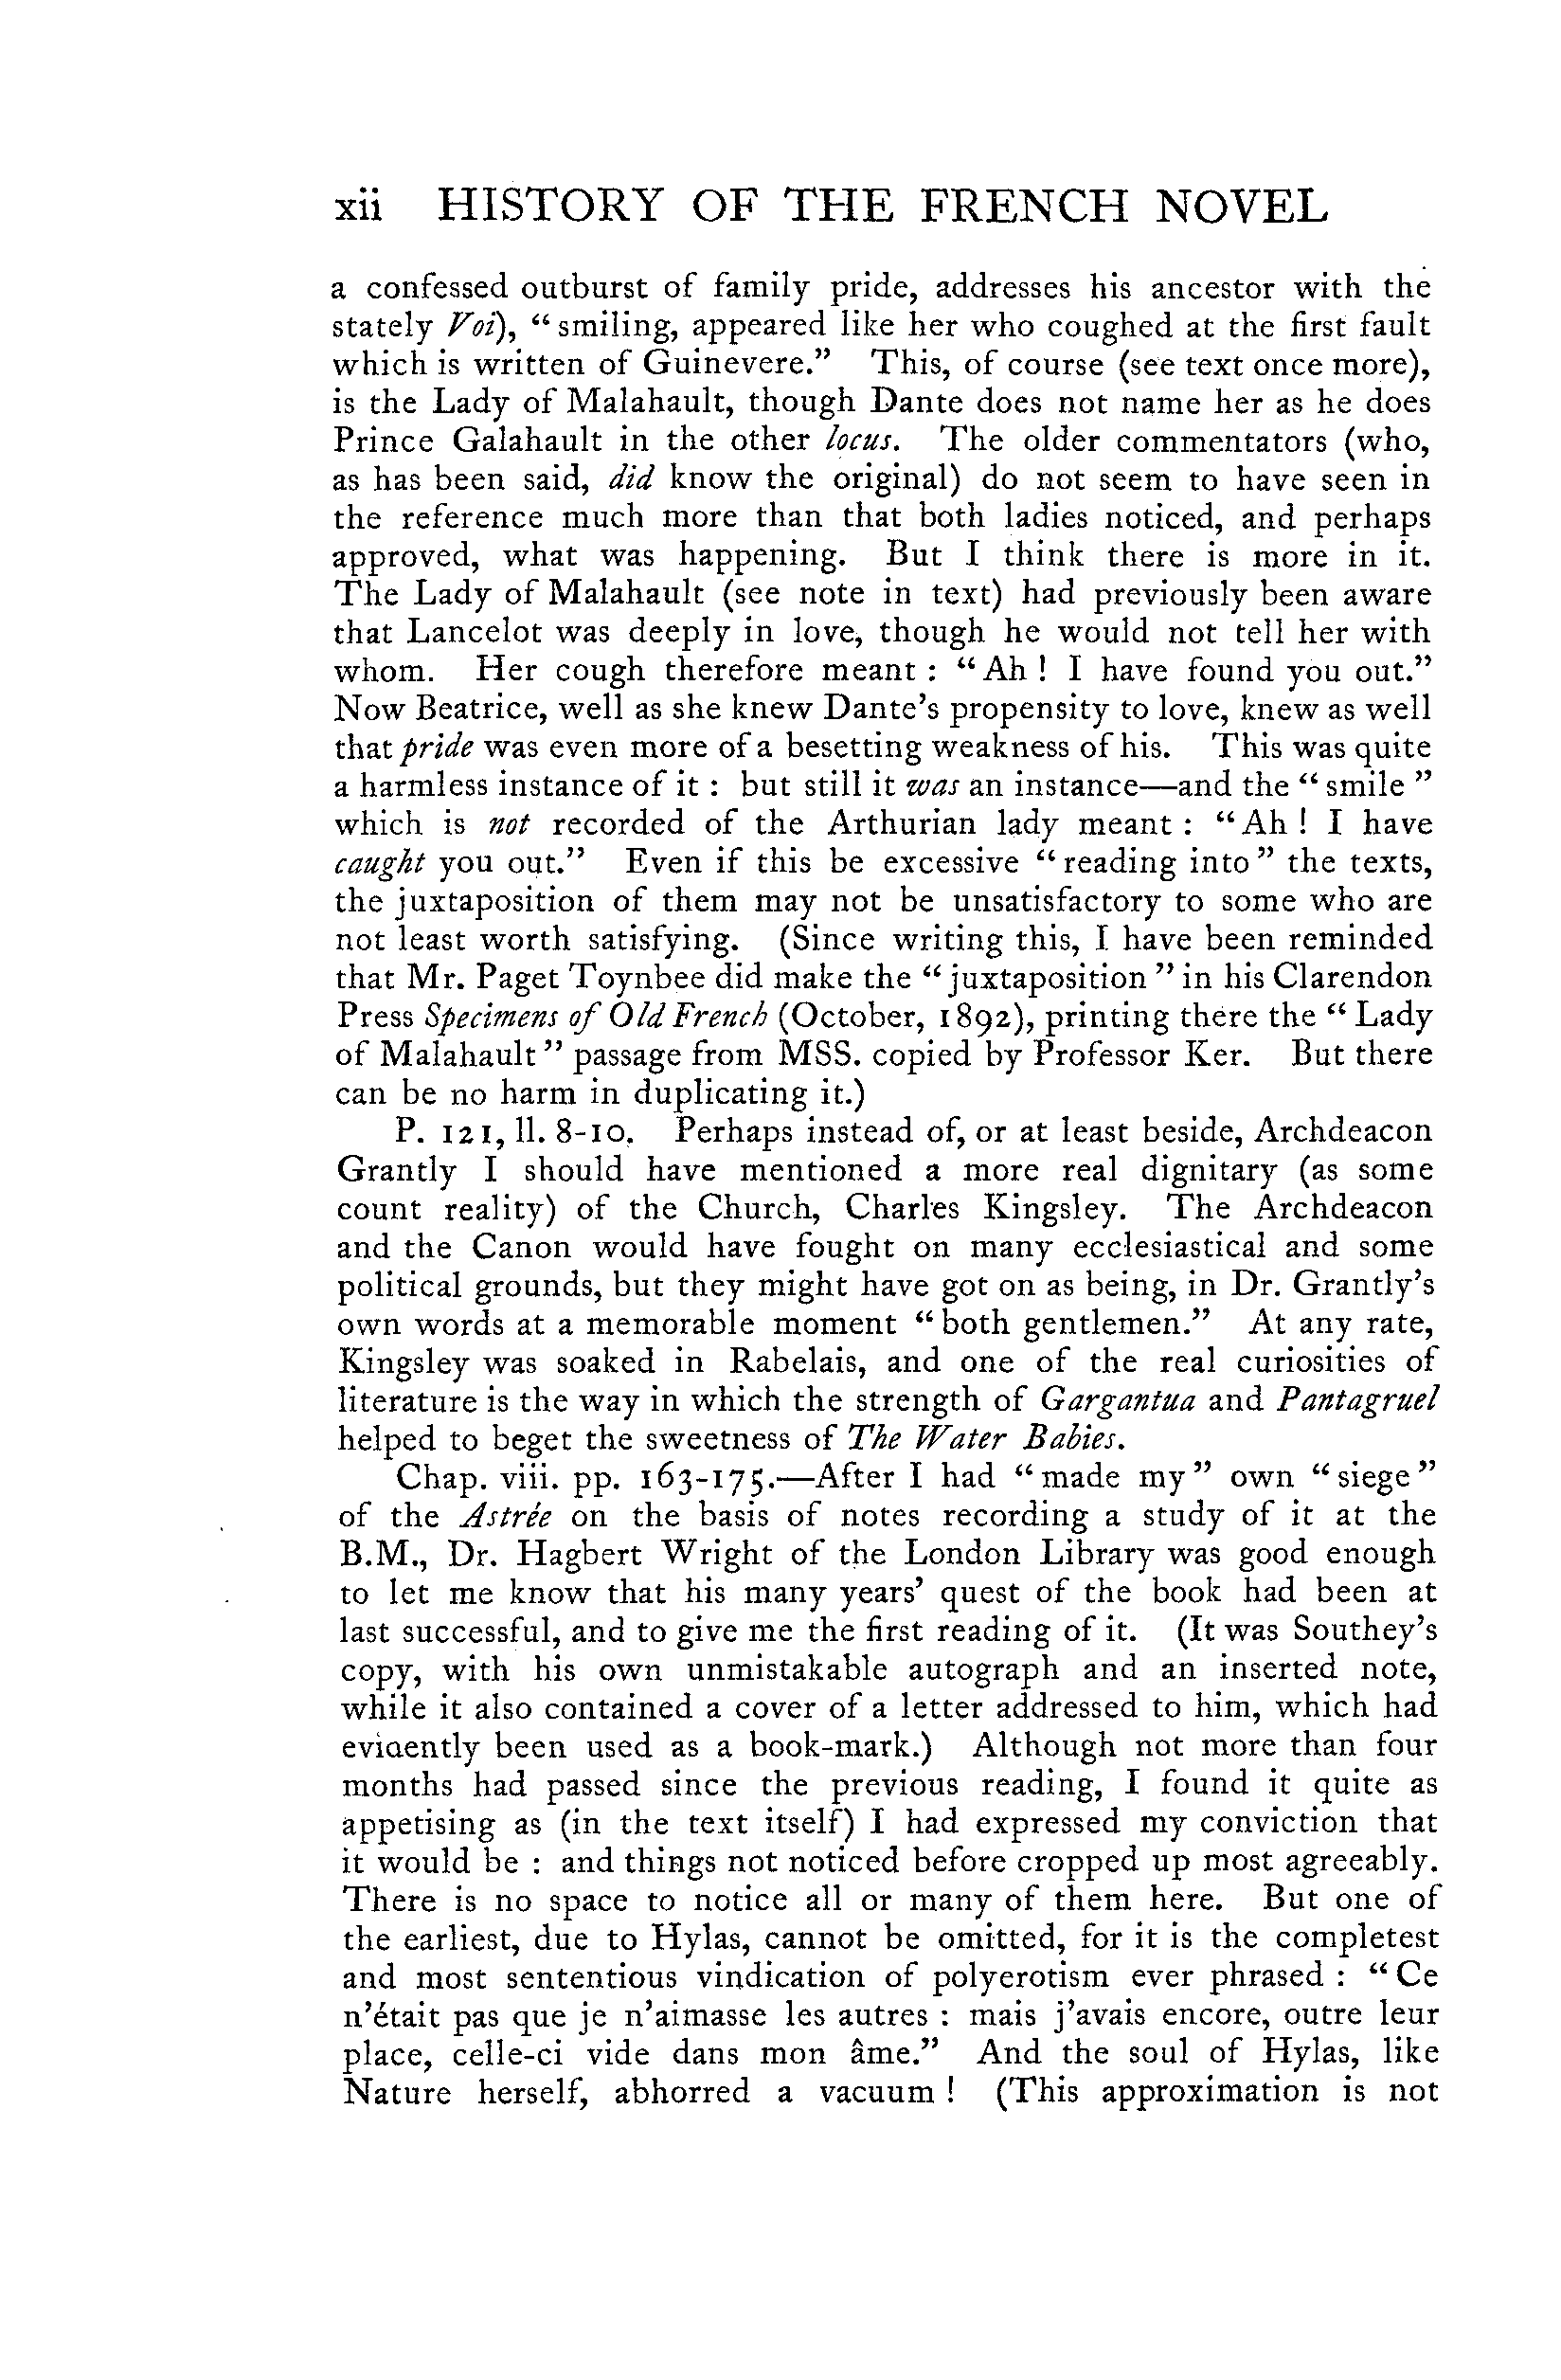 xii HISTORY OF THE FRENCH NOVEL
a confessed outburst of family pride, addresses his ancestor with the
stately Voi), “smiling, appeared like her who coughed at the first fault
which is written of Guinevere.” This, of course (see text once more),
is the Lady of Malahault, though Dante does not name her as he does
Prince Galahault in the other locus. The older commentators (who,
as has been said, did know the original) do not seem to have seen in
the reference much more than that both ladies noticed, and perhaps
approved, what was happening. But I think there is more in it.
The Lady of Malahault (see note in text) had previously been aware
that Lancelot was deeply in love, though he would not tell her with
whom. Her cough therefore meant : “Ah ! I have found you out.”
Now Beatrice, well as she knew Dante’s propensity to love, knew as well
that pride was even more of a besetting weakness of his. This was quite
a harmless instance of it : but still it was an instance—and the “smile”
which is not recorded of the Arthurian lady meant : “Ah ! I have
caught you out.” Even if this be excessive “reading into” the texts,
the juxtaposition of them may not be unsatisfactory to some who are
not least worth satisfying. (Since writing this, I have been reminded
that Mr. Paget Toynbee did make the “juxtaposition” in his Clarendon
Press Specimens of Old French (October, 1892), printing there the “Lady
of Malahault” passage from MSS. copied by Professor Ker. But there
can be no harm in duplicating it.)
P. 121, ll. 8-10. Perhaps instead of, or at least beside, Archdeacon
Grantly I should have mentioned a more real dignitary (as some
count reality) of the Church, Charles Kingsley. The Archdeacon
and the Canon would have fought on many ecclesiastical and some
political grounds, but they might have got on as being, in Dr. Grantly’s
own words at a memorable moment “both gentlemen.” At any rate,
Kingsley was soaked in Rabelais, and one of the real curiosities of
literature is the way in which the strength of Gargantua and Pantagruel
helped to beget the sweetness of The Water Babies.
Chap. viii. pp. 163-175.—After I had “made my” own “siege”
of the Astrée on the basis of notes recording a study of it at the
B.M., Dr. Hagbert Wright of the London Library was good enough
to let me know that his many years’ quest of the book had been at
last successful, and to give me the first reading of it. (It was Southey’s
copy, with his own unmistakable autograph and an inserted note,
while it also contained a cover of a letter addressed to him, which had
evidently been used as a book-mark.) Although not more than four
months had passed since the previous reading, I found it quite as
appetising as (in the text itself) I had expressed my conviction that
it would be : and things not noticed before cropped up most agreeably.
There is no space to notice all or many of them here. But one of
the earliest, due to Hylas, cannot be omitted, for it is the completest
and most sententious vindication of polyerotism ever phrased : “Ce
n’était pas que je n’aimasse les autres : mais j’avais encore, outre leur
place, celle-ci vide dans mon âme.” And the soul of Hylas, like
Nature herself, abhorred a vacuum ! (This approximation is not